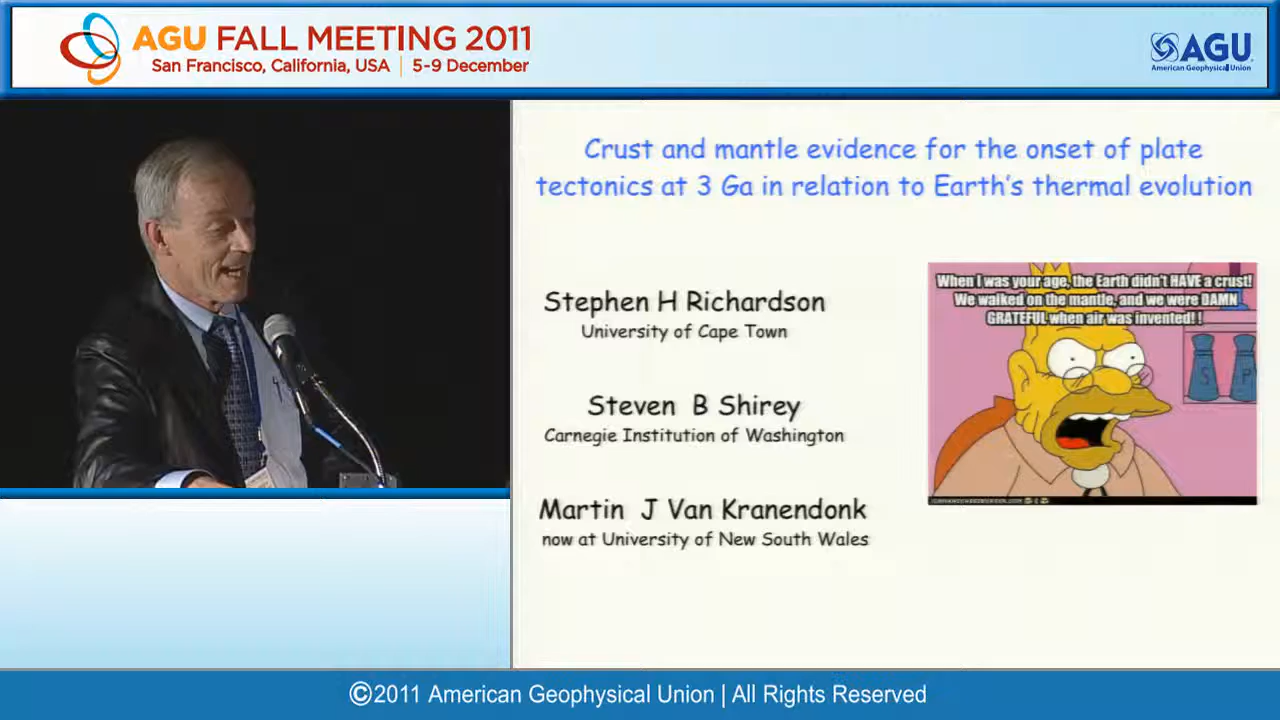 AGU FALL MEETING 2011
San Francisco, California, USA | 5-9 December
AGU
American Geophysical Union
Crust and mantle evidence for the onset of plate
tectonics at 3 Ga in relation to Earth's thermal evolution
Stephen H Richardson
University of Cape Town
Steven B Shirey
Carnegie Institution of Washington
Martin J Van Kranendonk
now at University of New South Wales
When I was your age, the Earth didn't HAVE a crust!
We walked on the mantle, and we were DAMN
GRATEFUL when air was invented!!
S P
©2011 American Geophysical Union | All Rights Reserved